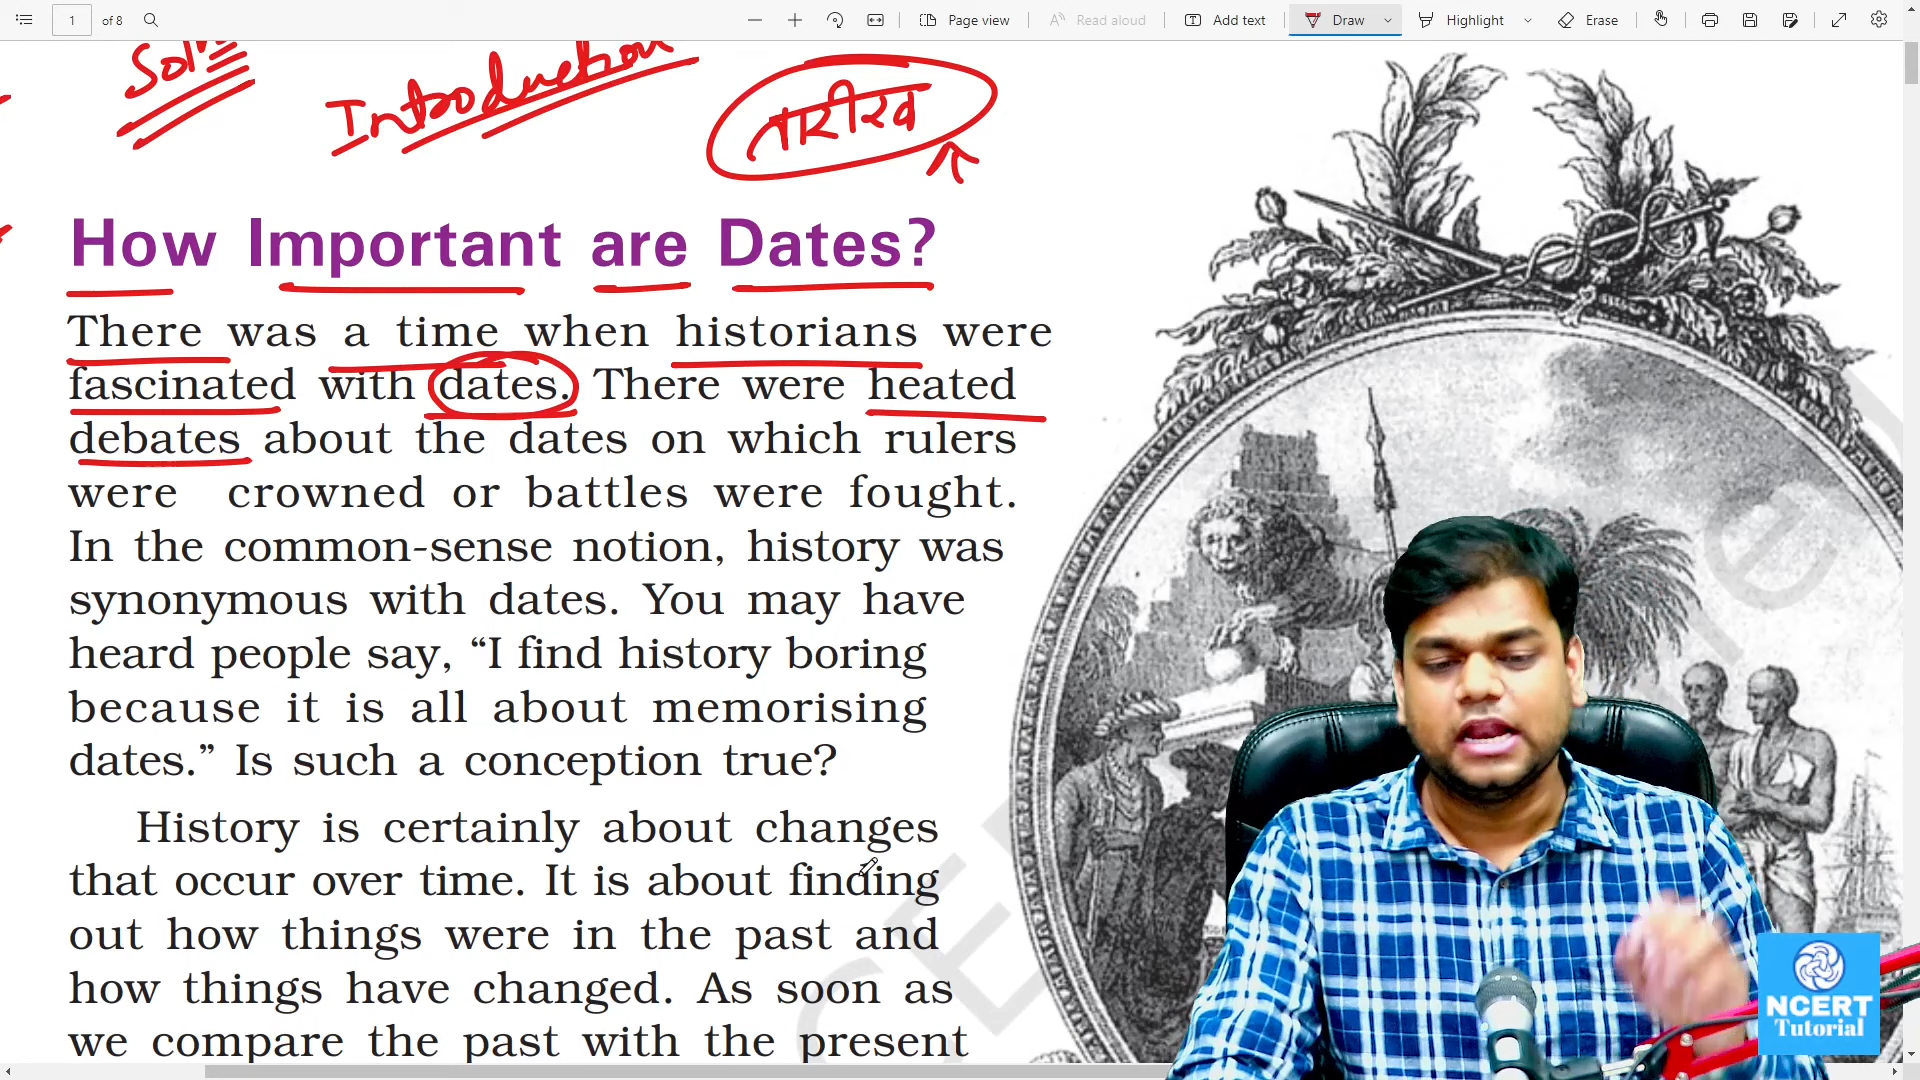 1 of 8 Page view Read aloud Add text Draw Highlight Erase
Soln
Introduction
तारीख
How Important are Dates?
There was a time when historians were
fascinated with dates. There were heated
debates about the dates on which rulers
were crowned or battles were fought.
In the common-sense notion, history was
synonymous with dates. You may have
heard people say, “I find history boring
because it is all about memorising
dates.” Is such a conception true?
History is certainly about changes
that occur over time. It is about finding
out how things were in the past and
how things have changed. As soon as
we compare the past with the present
NCERT
Tutorial